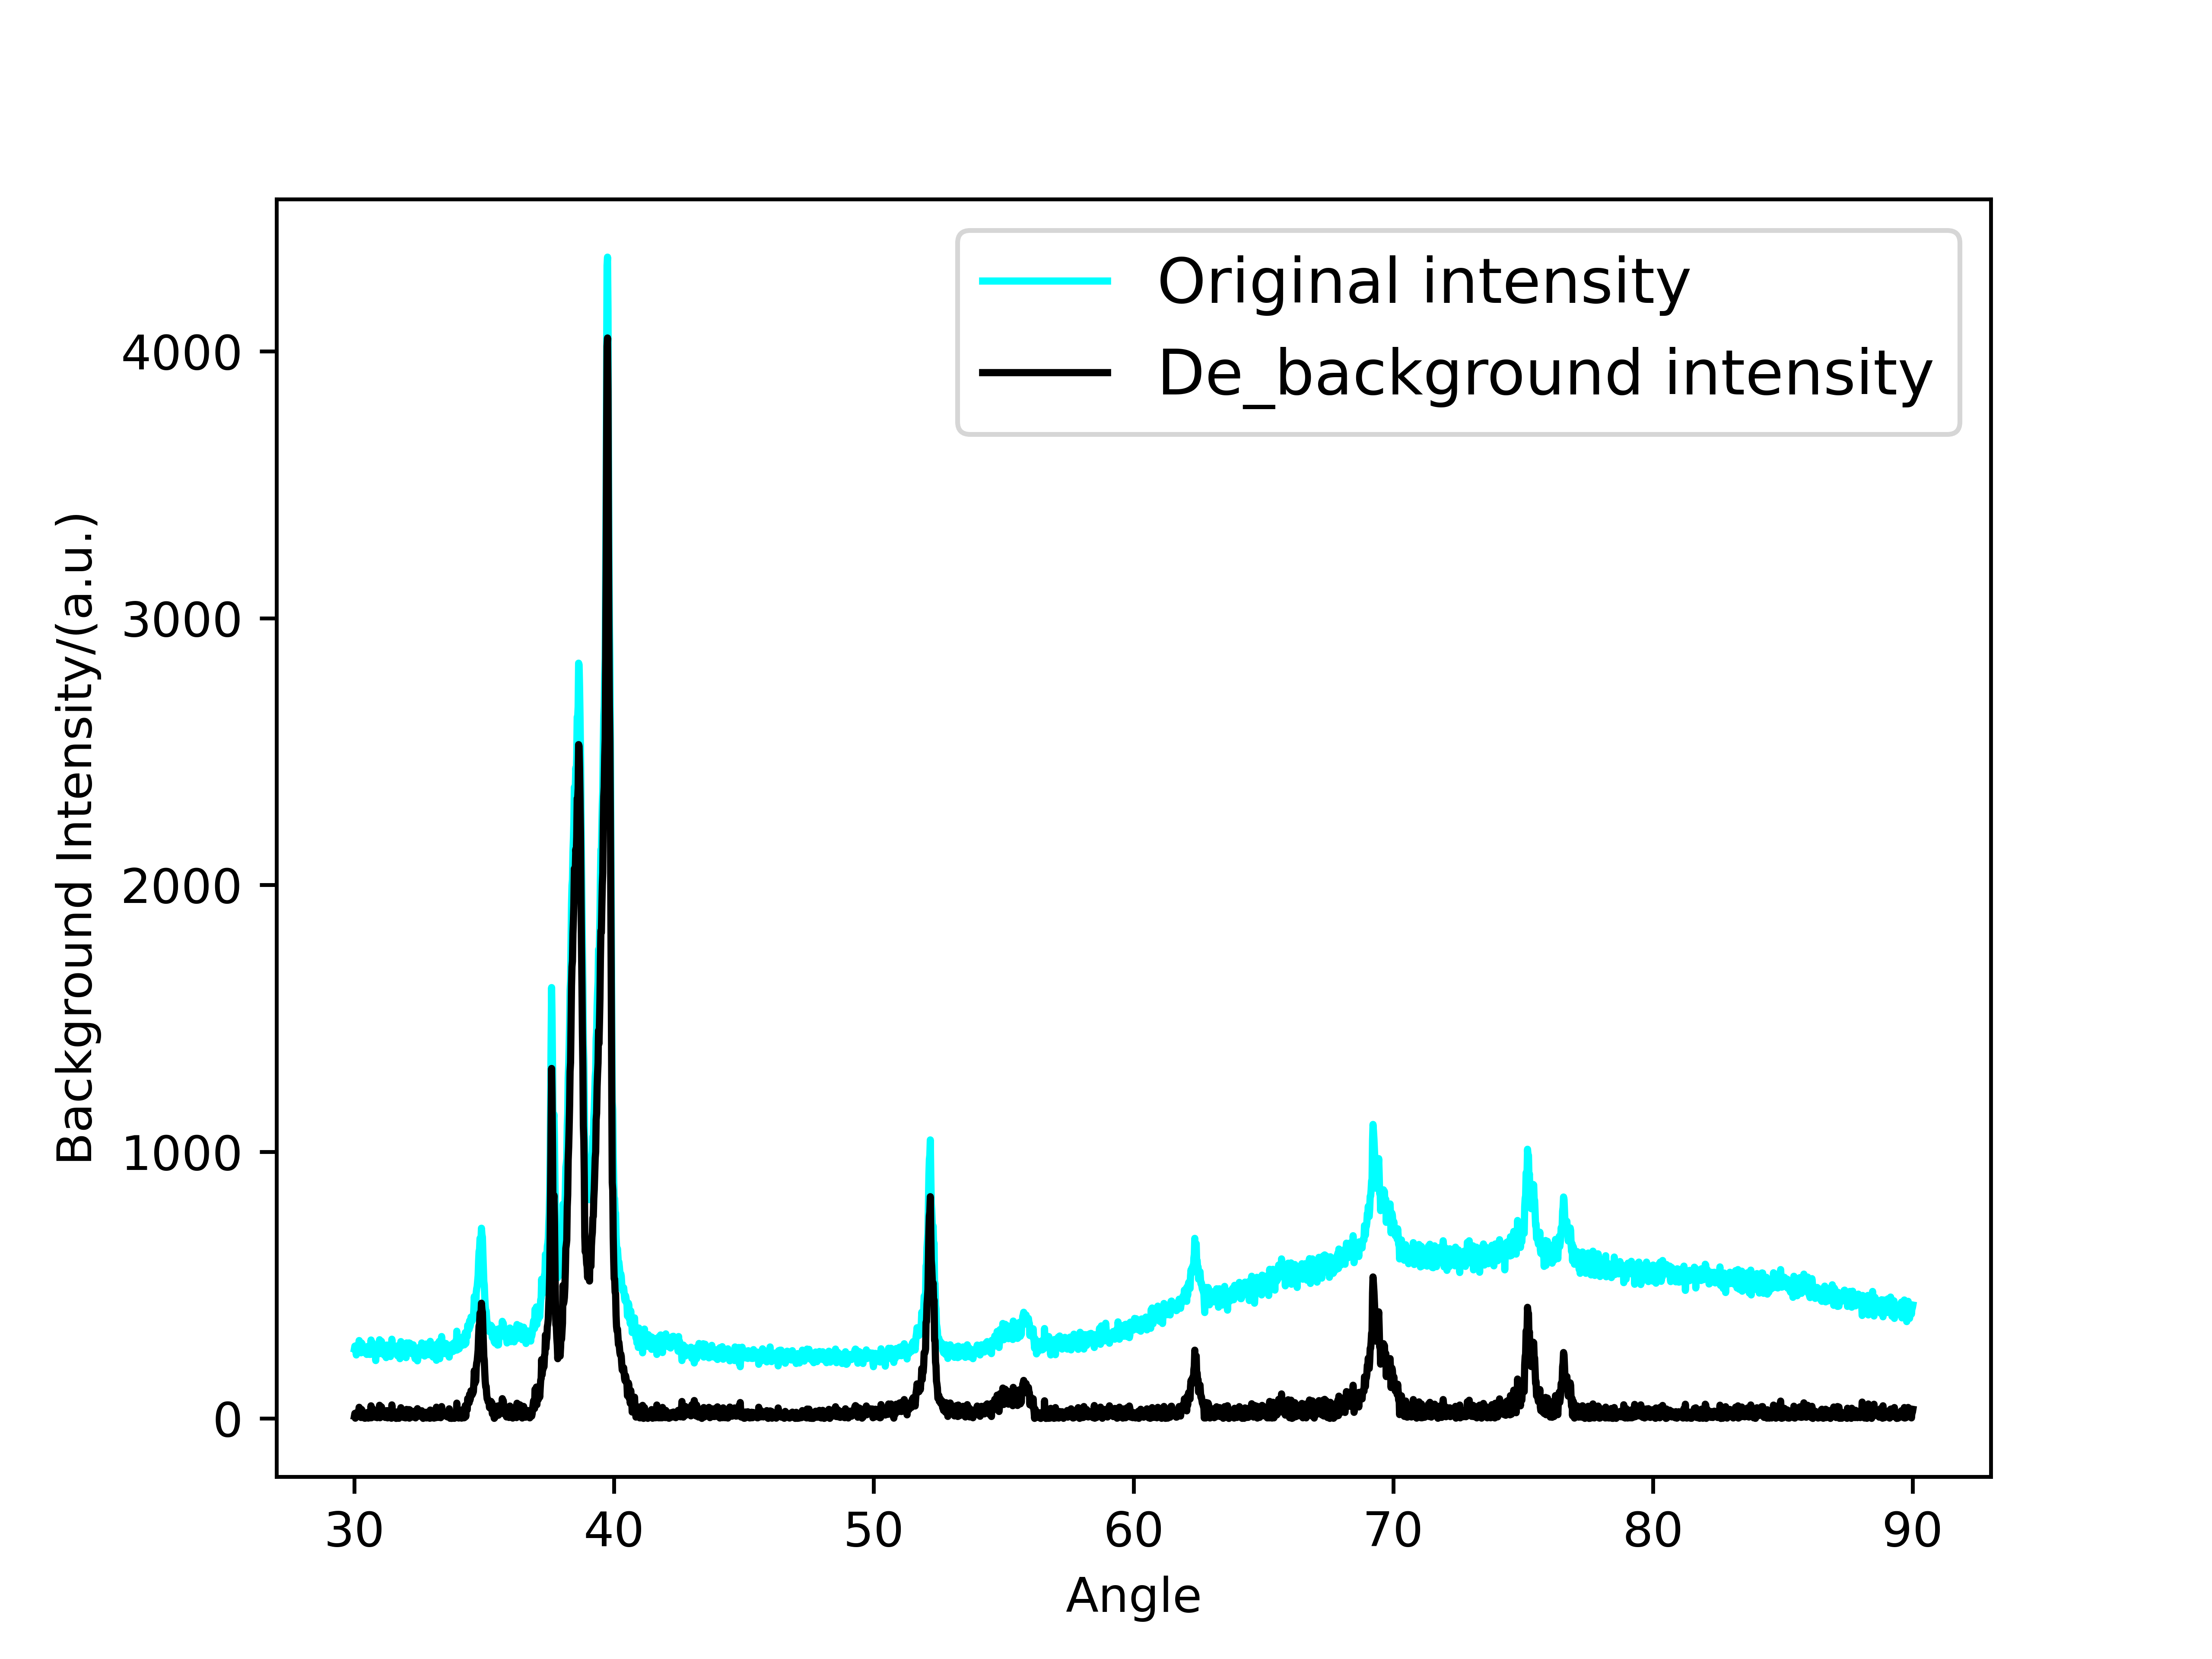 Original intensity
De_background intensity
Background Intensity/(a.u.)
4000
3000
2000
1000
0
30 40 50 60 70 80 90
Angle